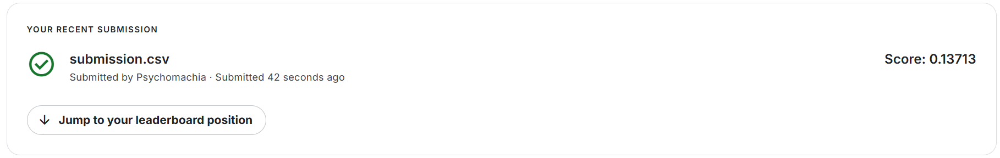 YOUR RECENT SUBMISSION
submission.csv
Score: 0.13713
Submitted by Psychomachia · Submitted 42 seconds ago
Jump to your leaderboard position